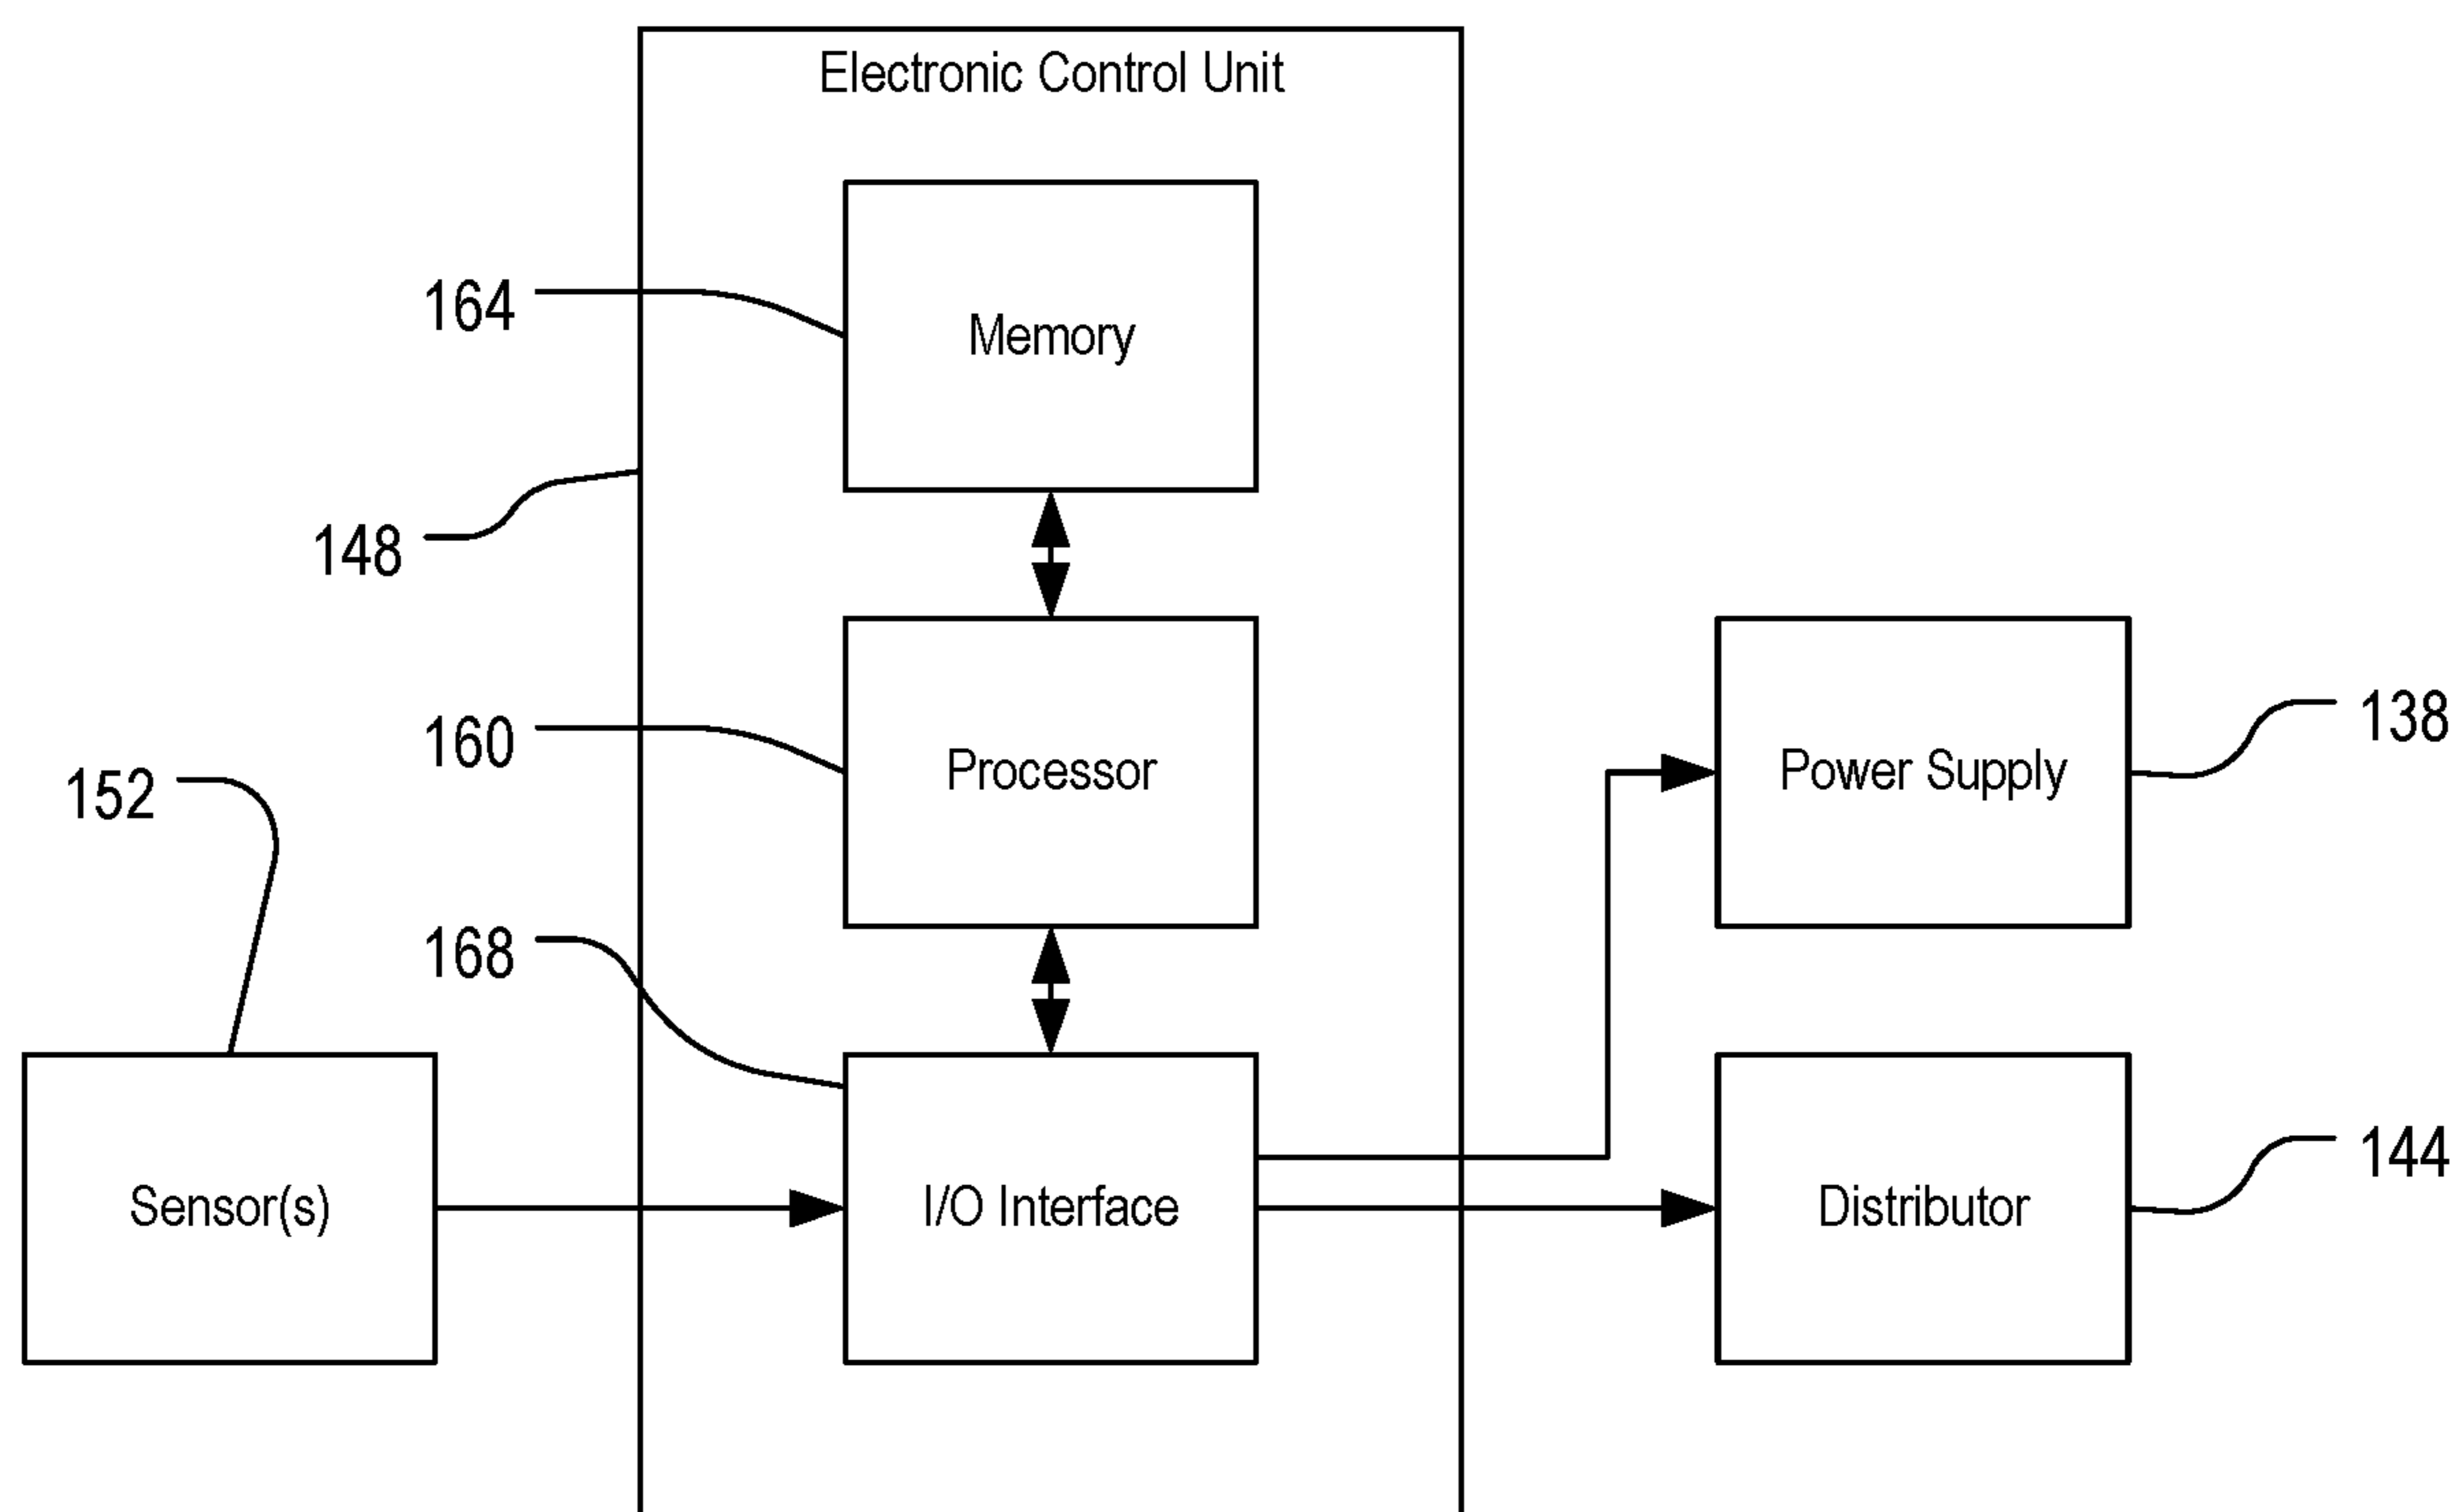 Electronic Control Unit
164
Memory
148
160
Processor
Power Supply
138
152
168
Sensor(s)
I/O Interface
Distributor
144